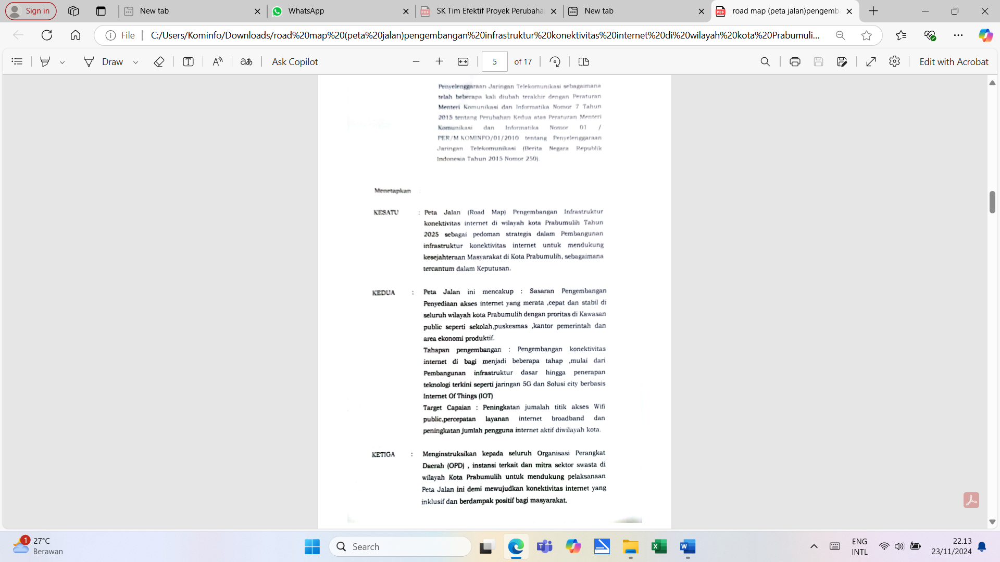 Sign in
New tab
WhatsApp
SK Tim Efektif Proyek Perubaha
New tab
road map (peta jalan)pengemb
File
C:/Users/Kominfo/Downloads/road%20map%20(peta%20jalan)pengembangan%20infrastruktur%20konektivitas%20internet%20di%20wilayah%20kota%20Prabumuli...
Draw
Ask Copilot
5 of 17
Edit with Acrobat
Penyelenggaraan Jaringan Telekomunikasi sebagaimana
telah beberapa kali diubah terakhir dengan Peraturan
Menteri Komunikasi dan Informatika Nomor 7 Tahun
2015 tentang Perubahan Kedua atas Peraturan Menteri
Komunikasi dan Informatika Nomor 01 /
PER/M KOMINFO/01/2010 tentang Penyelenggaraan
Jaringan Telekomunikasi (Berita Negara Republik
Indonesia Tahun 2015 Nomor 250).
Menetapkan :
KESATU : Peta Jalan (Road Map) Pengembangan Infrastruktur
konektivitas internet di wilayah kota Prabumulih Tahun
2025 sebagai pedoman strategis dalam Pembangunan
infrastruktur konektivitas internet untuk mendukung
kesejahteraan Masyarakat di Kota Prabumulih, sebagaimana
tercantum dalam Keputusan.
KEDUA : Peta Jalan ini mencakup : Sasaran Pengembangan
Penyediaan akses internet yang merata ,cepat dan stabil di
seluruh wilayah kota Prabumulih dengan proritas di Kawasan
public seperti sekolah,puskesmas ,kantor pemerintah dan
area ekonomi produktif.
Tahapan pengembangan : Pengembangan konektivitas
internet di bagi menjadi beberapa tahap ,mulai dari
Pembangunan infrastruktur dasar hingga penerapan
teknologi terkini seperti jaringan 5G dan Solusi city berbasis
Internet Of Things (IOT)
Target Capaian : Peningkatan jumalah titik akses Wifi
public,percepatan layanan internet broadband dan
peningkatan jumlah pengguna internet aktif diwilayah kota.
KETIGA : Menginstruksikan kepada seluruh Organisasi Perangkat
Daerah (OPD) , instansi terkait dan mitra sektor swasta di
wilayah Kota Prabumulih untuk mendukung pelaksanaan
Peta Jalan ini demi mewujudkan konektivitas internet yang
inklusif dan berdampak positif bagi masyarakat.
1
27°C
Berawan
Search
ENG
INTL
22.13
23/11/2024